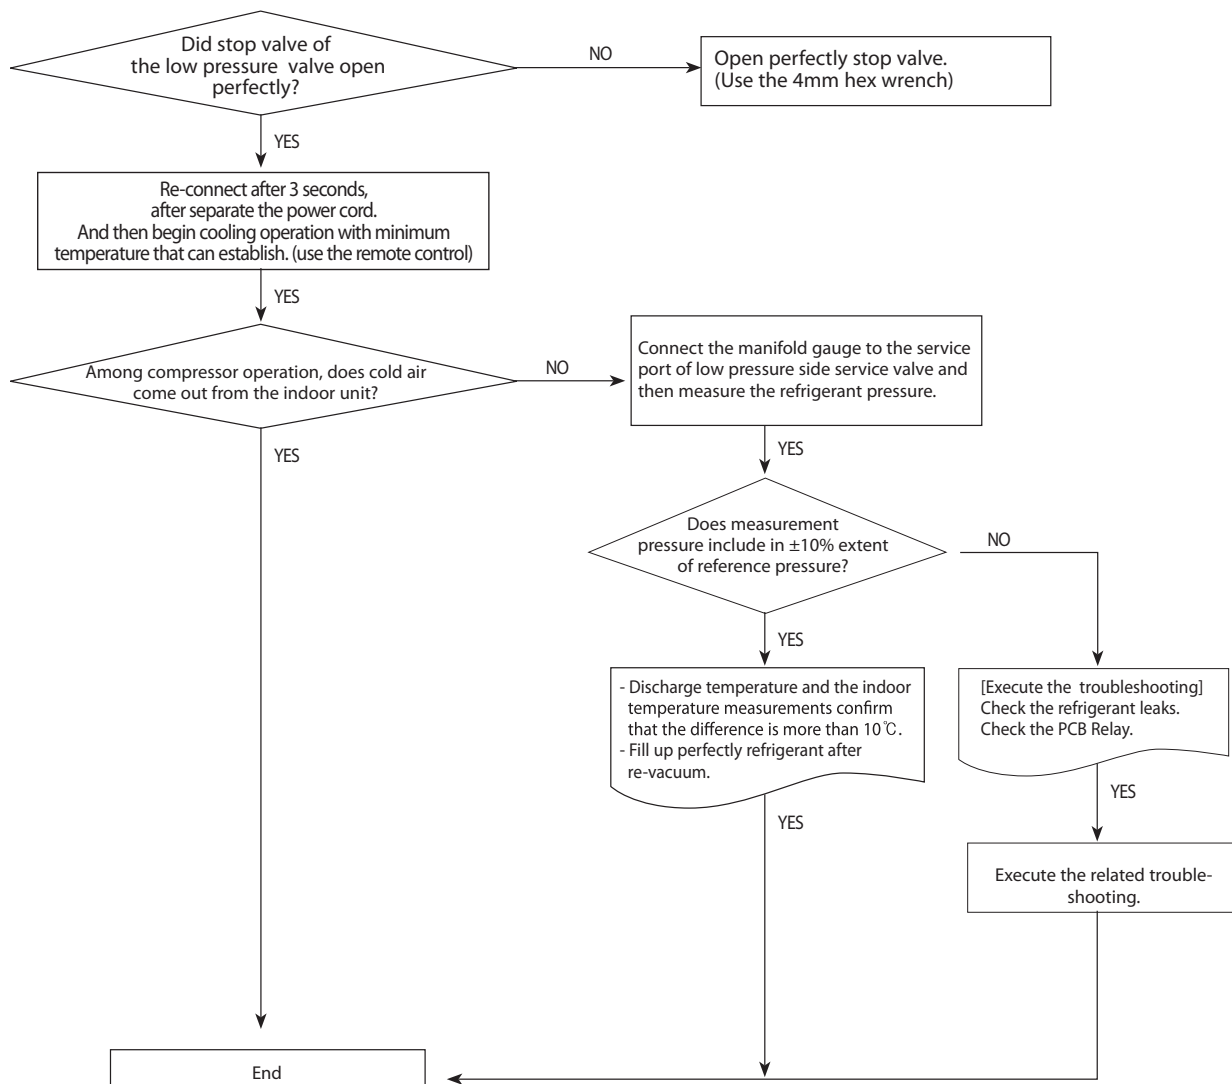 Did stop valve of
the low pressure valve open
perfectly?
NO
Open perfectly stop valve.
(Use the 4mm hex wrench)
YES
Re-connect after 3 seconds,
after separate the power cord.
And then begin cooling operation with minimum
temperature that can establish. (use the remote control)
YES
Among compressor operation, does cold air
come out from the indoor unit?
NO
Connect the manifold gauge to the service
port of low pressure side service valve and
then measure the refrigerant pressure.
YES
YES
Does measurement
pressure include in ±10% extent
of reference pressure?
NO
YES
- Discharge temperature and the indoor
temperature measurements confirm
that the difference is more than 10℃.
- Fill up perfectly refrigerant after
re-vacuum.
[Execute the troubleshooting]
Check the refrigerant leaks.
Check the PCB Relay.
YES
YES
Execute the related trouble-
shooting.
End